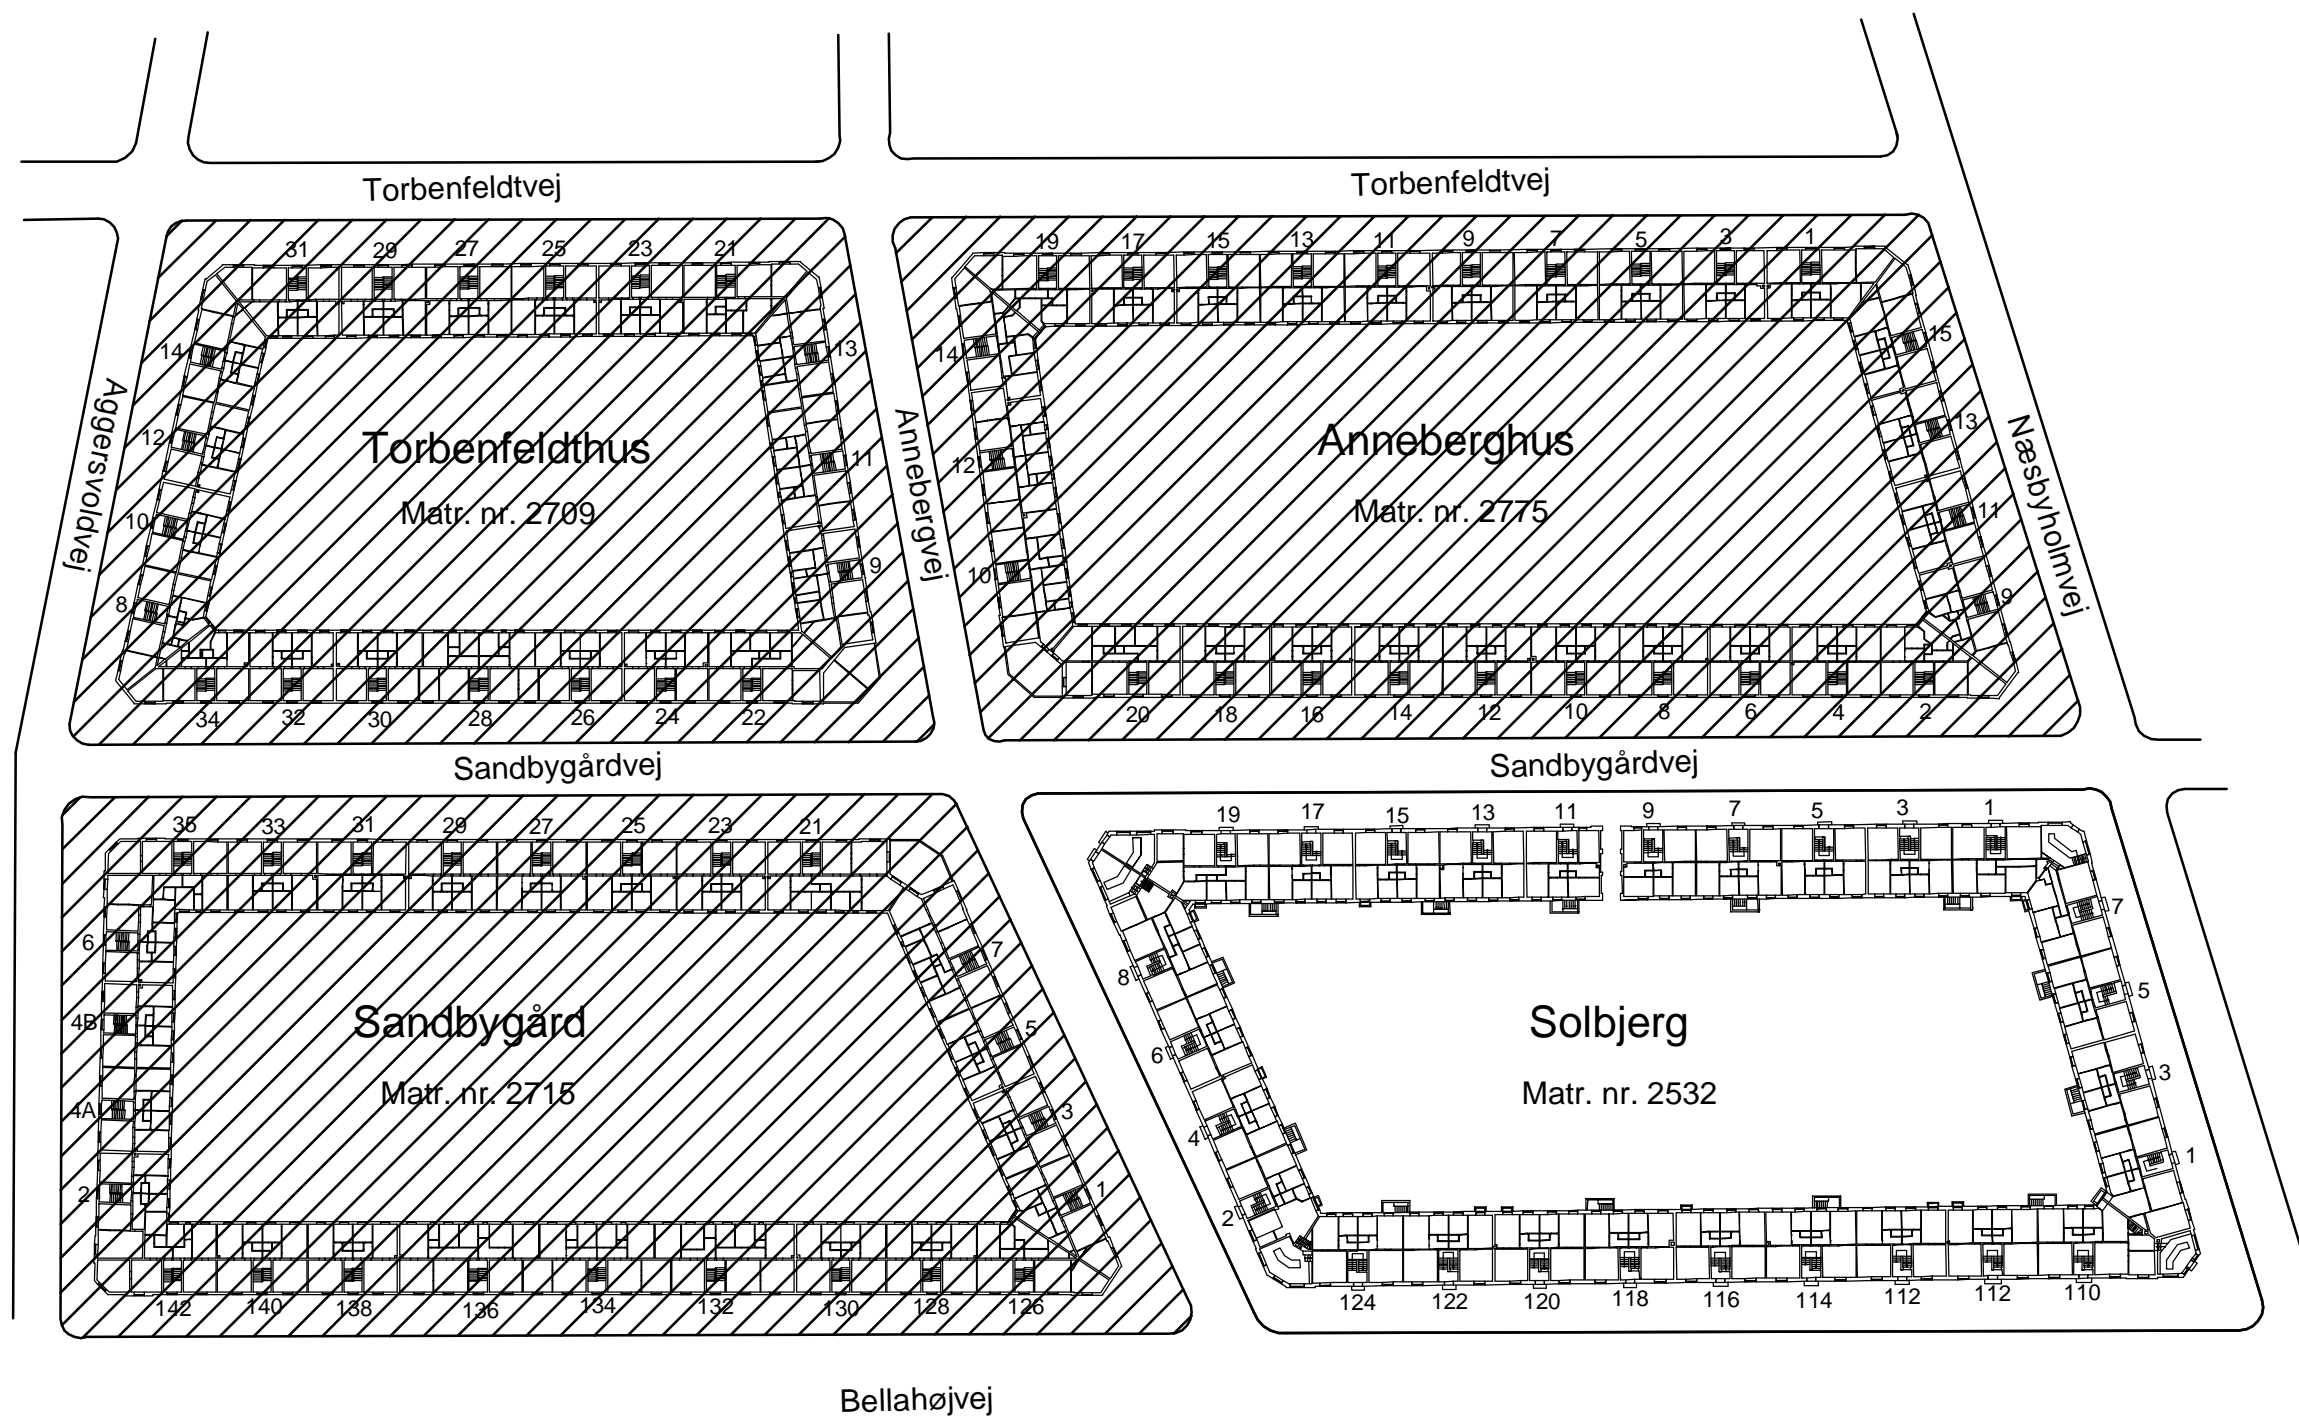 Torbenfeldtvej
Torbenfeldtvej
31 29 27 25 23 21
14
12
10
8
13
11
9
Torbenfeldthus
Matr. nr. 2709
34 32 30 28 26 24 22
Aggersvoldvej
Annebergvej
19 17 15 13 11 9 7 5 3 1
14
12
10
15
13
11
9
Anneberghus
Matr. nr. 2775
20 18 16 14 12 10 8 6 4 2
Næsbyholmvej
Sandbygårdvej
Sandbygårdvej
35 33 31 29 27 25 23 21
6
4B
4A
2
7
5
3
1
Sandbygård
Matr. nr. 2715
142 140 138 136 134 132 130 128 126
19 17 15 13 11 9 7 5 3 1
8
6
4
2
7
5
3
1
Solbjerg
Matr. nr. 2532
124 122 120 118 116 114 112 112 110
Bellahøjvej